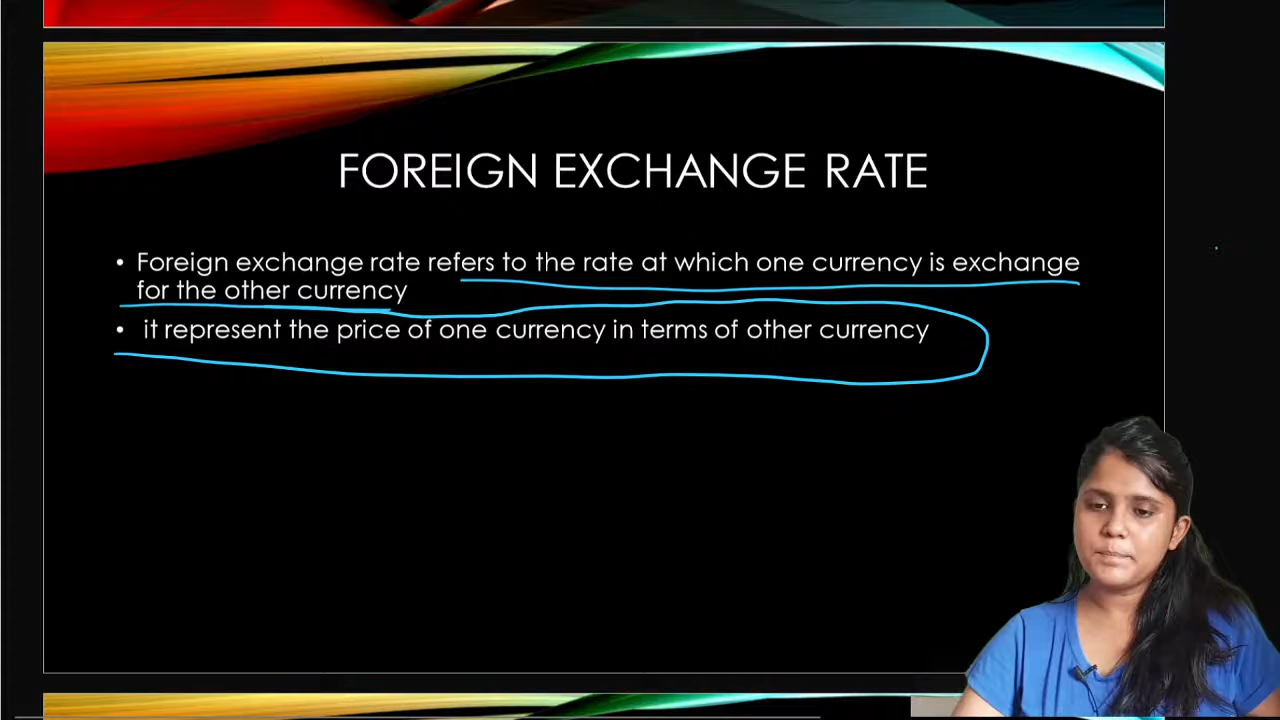 FOREIGN EXCHANGE RATE
• Foreign exchange rate refers to the rate at which one currency is exchange
for the other currency
• it represent the price of one currency in terms of other currency